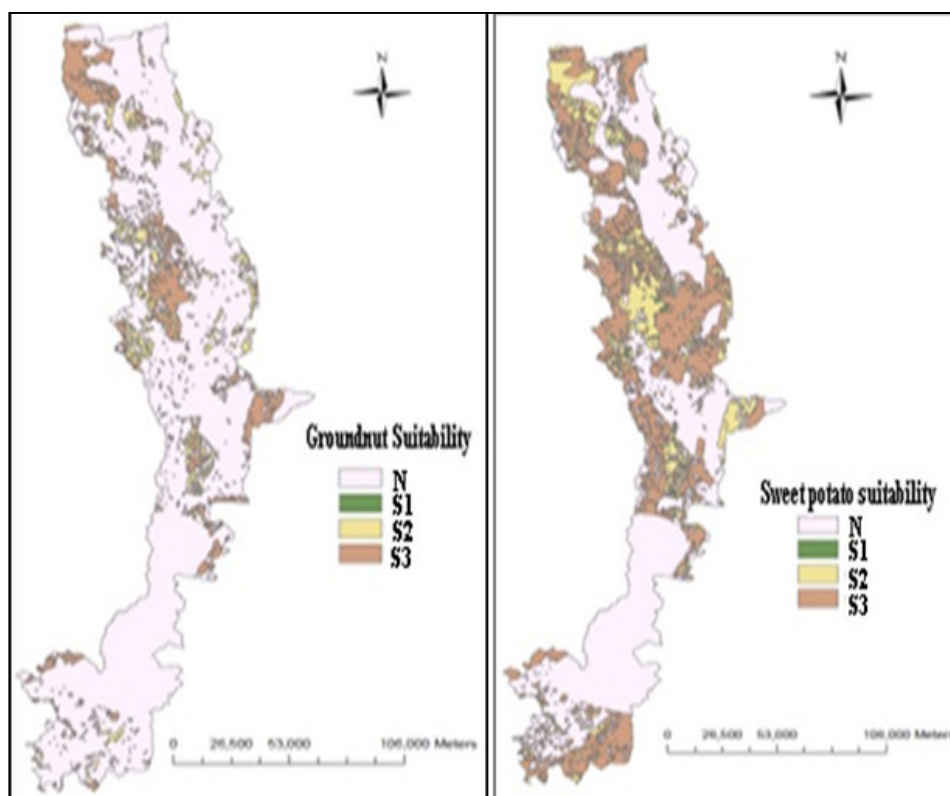 N
Groundnut Suitability
N
S1
S2
S3
0 26,500 53,000 106,000 Meters
N
Sweet potato suitability
N
S1
S2
S3
0 26,500 53,000 106,000 Meters